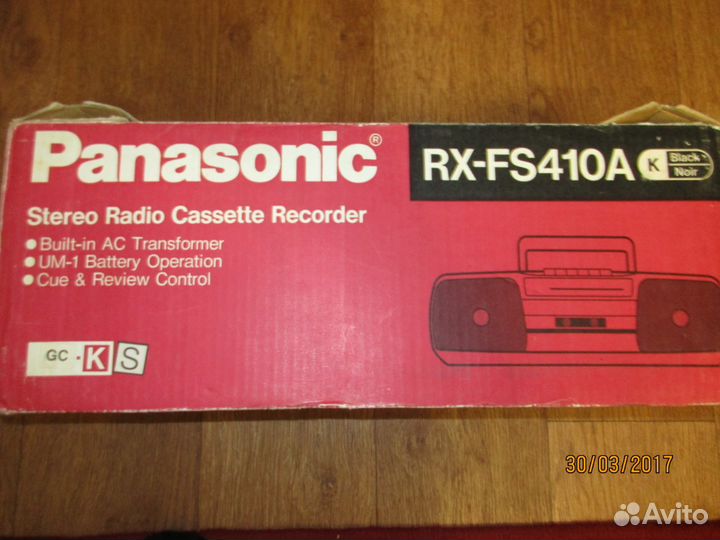 Panasonic®
RX-FS410A K Black
Noir
Stereo Radio Cassette Recorder
● Built-in AC Transformer
● UM-1 Battery Operation
● Cue & Review Control
GC · K S
30/03/2017
Avito